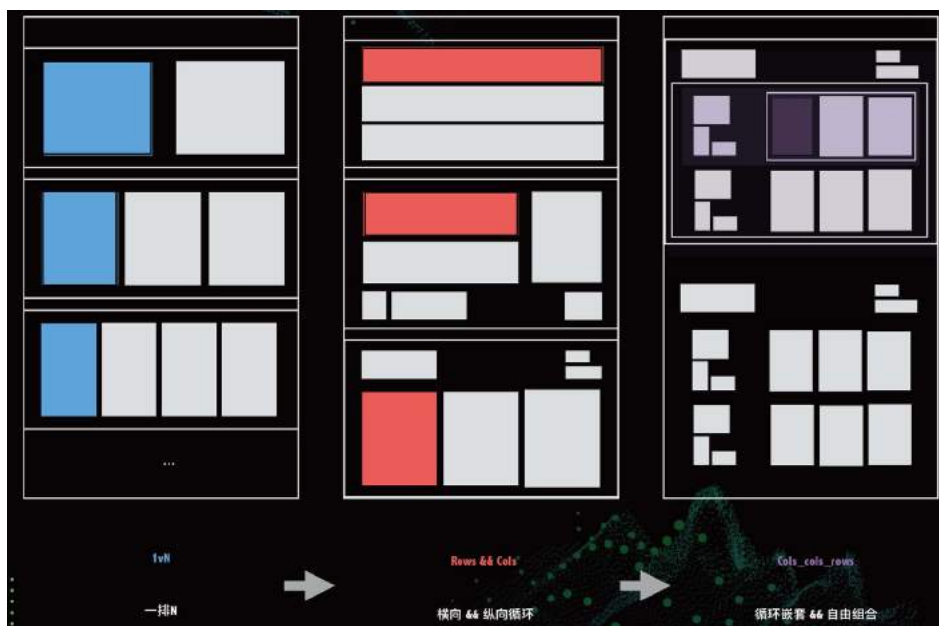 ...
1vN
Rows && Cols
Cols_cols_rows
一排N
横向 && 纵向循环
循环嵌套 && 自由组合